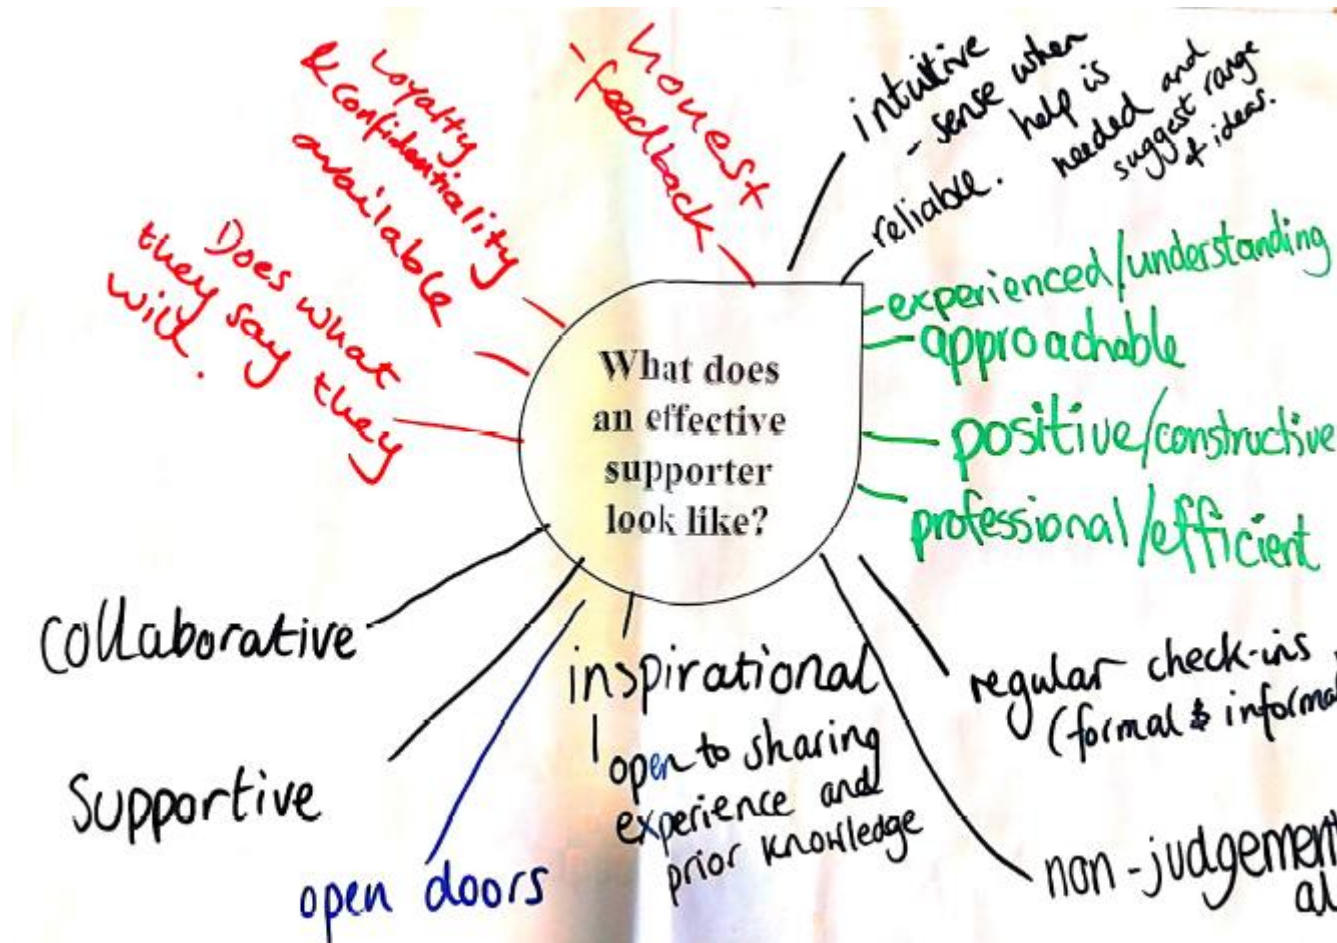 Loyalty
& Confidentiality
available
Does what
they say they
will.
honest
- feedback
intuitive
- sense when
help is
needed and
suggest range
of ideas.
reliable.
experienced/understanding
approachable
positive/constructive
professional/efficient
What does
an effective
supporter
look like?
collaborative
Supportive
open doors
inspirational
open to sharing
experience and
prior knowledge
regular check-ins
(formal & informal
non-judgement
al